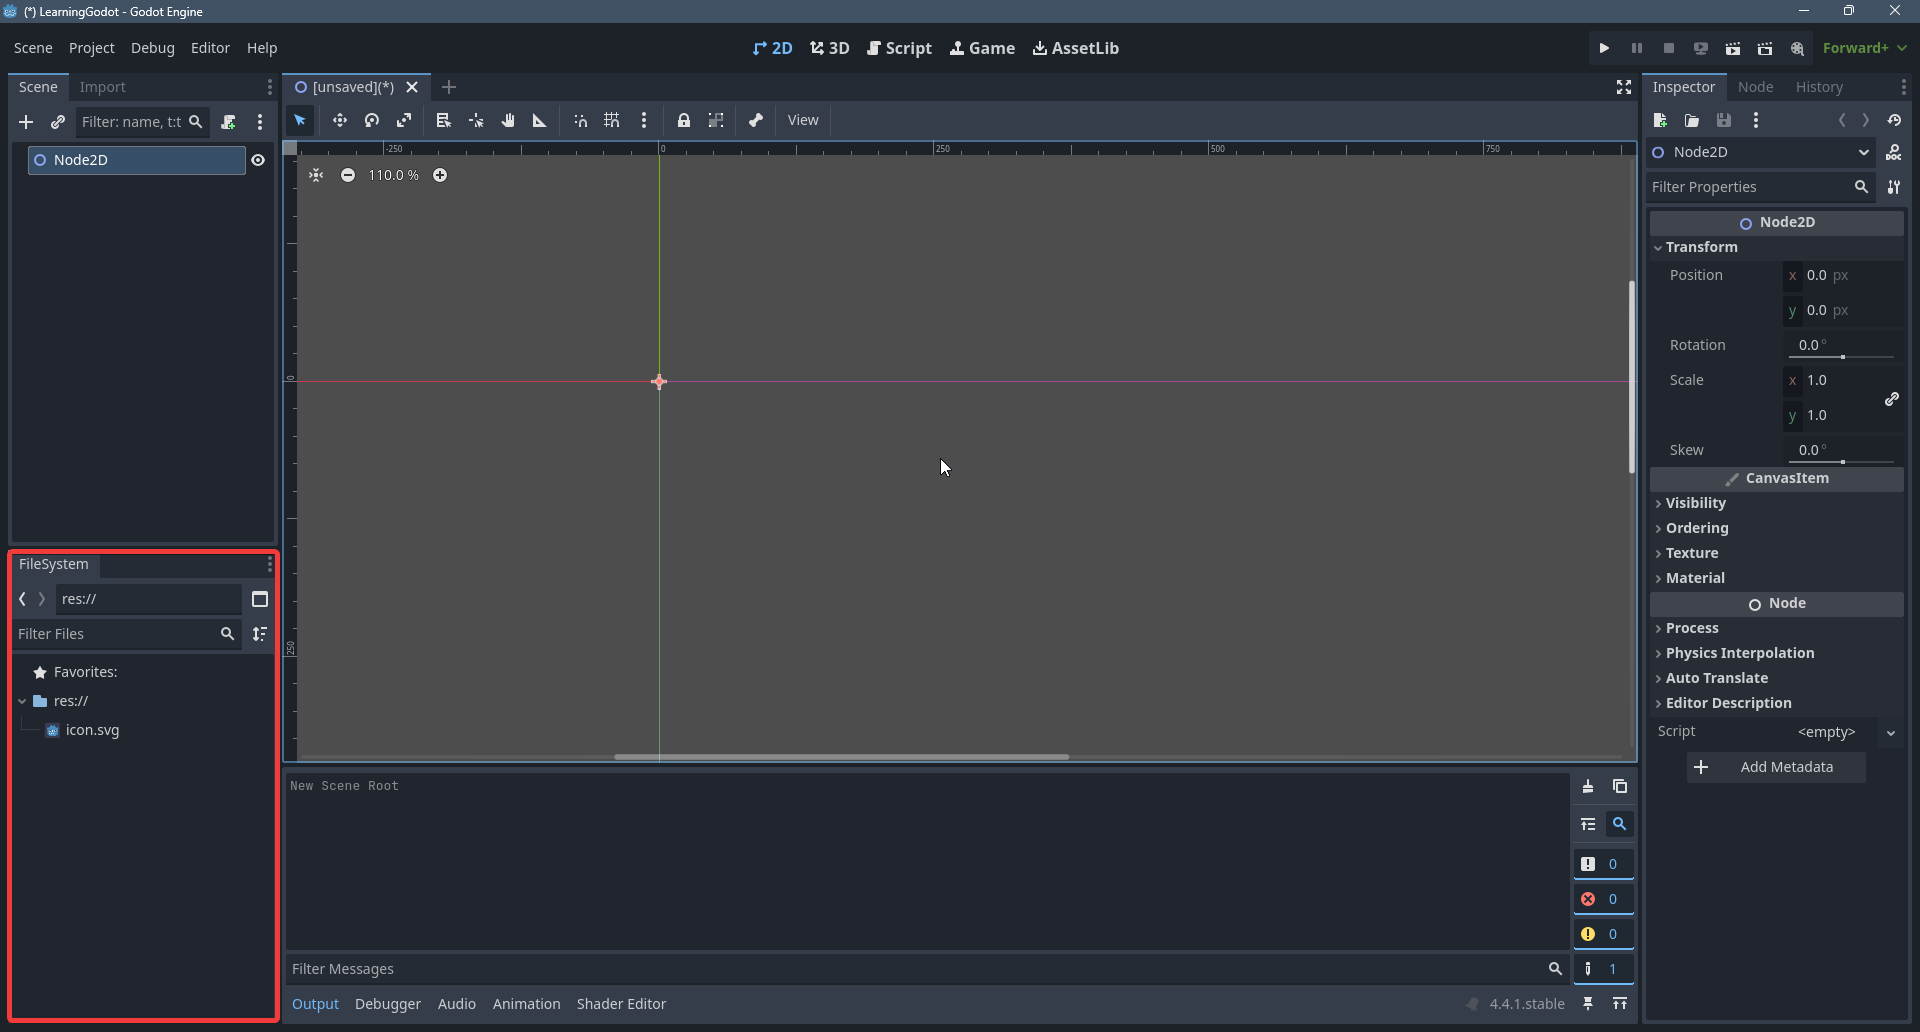 (*) LearningGodot - Godot Engine
Scene Project Debug Editor Help
2D 3D Script Game AssetLib
Forward+
Scene Import
Filter: name, t:t
Node2D
[unsaved](*)
View
-250 0 250 500 750
110.0 %
0
250
FileSystem
res://
Filter Files
Favorites:
res://
icon.svg
New Scene Root
0
0
0
Filter Messages
1
Output Debugger Audio Animation Shader Editor
4.4.1.stable
Inspector Node History
Node2D
DOC
Filter Properties
Node2D
Transform
Position x 0.0 px
y 0.0 px
Rotation 0.0 °
Scale x 1.0
y 1.0
Skew 0.0 °
CanvasItem
Visibility
Ordering
Texture
Material
Node
Process
Physics Interpolation
Auto Translate
Editor Description
Script <empty>
Add Metadata